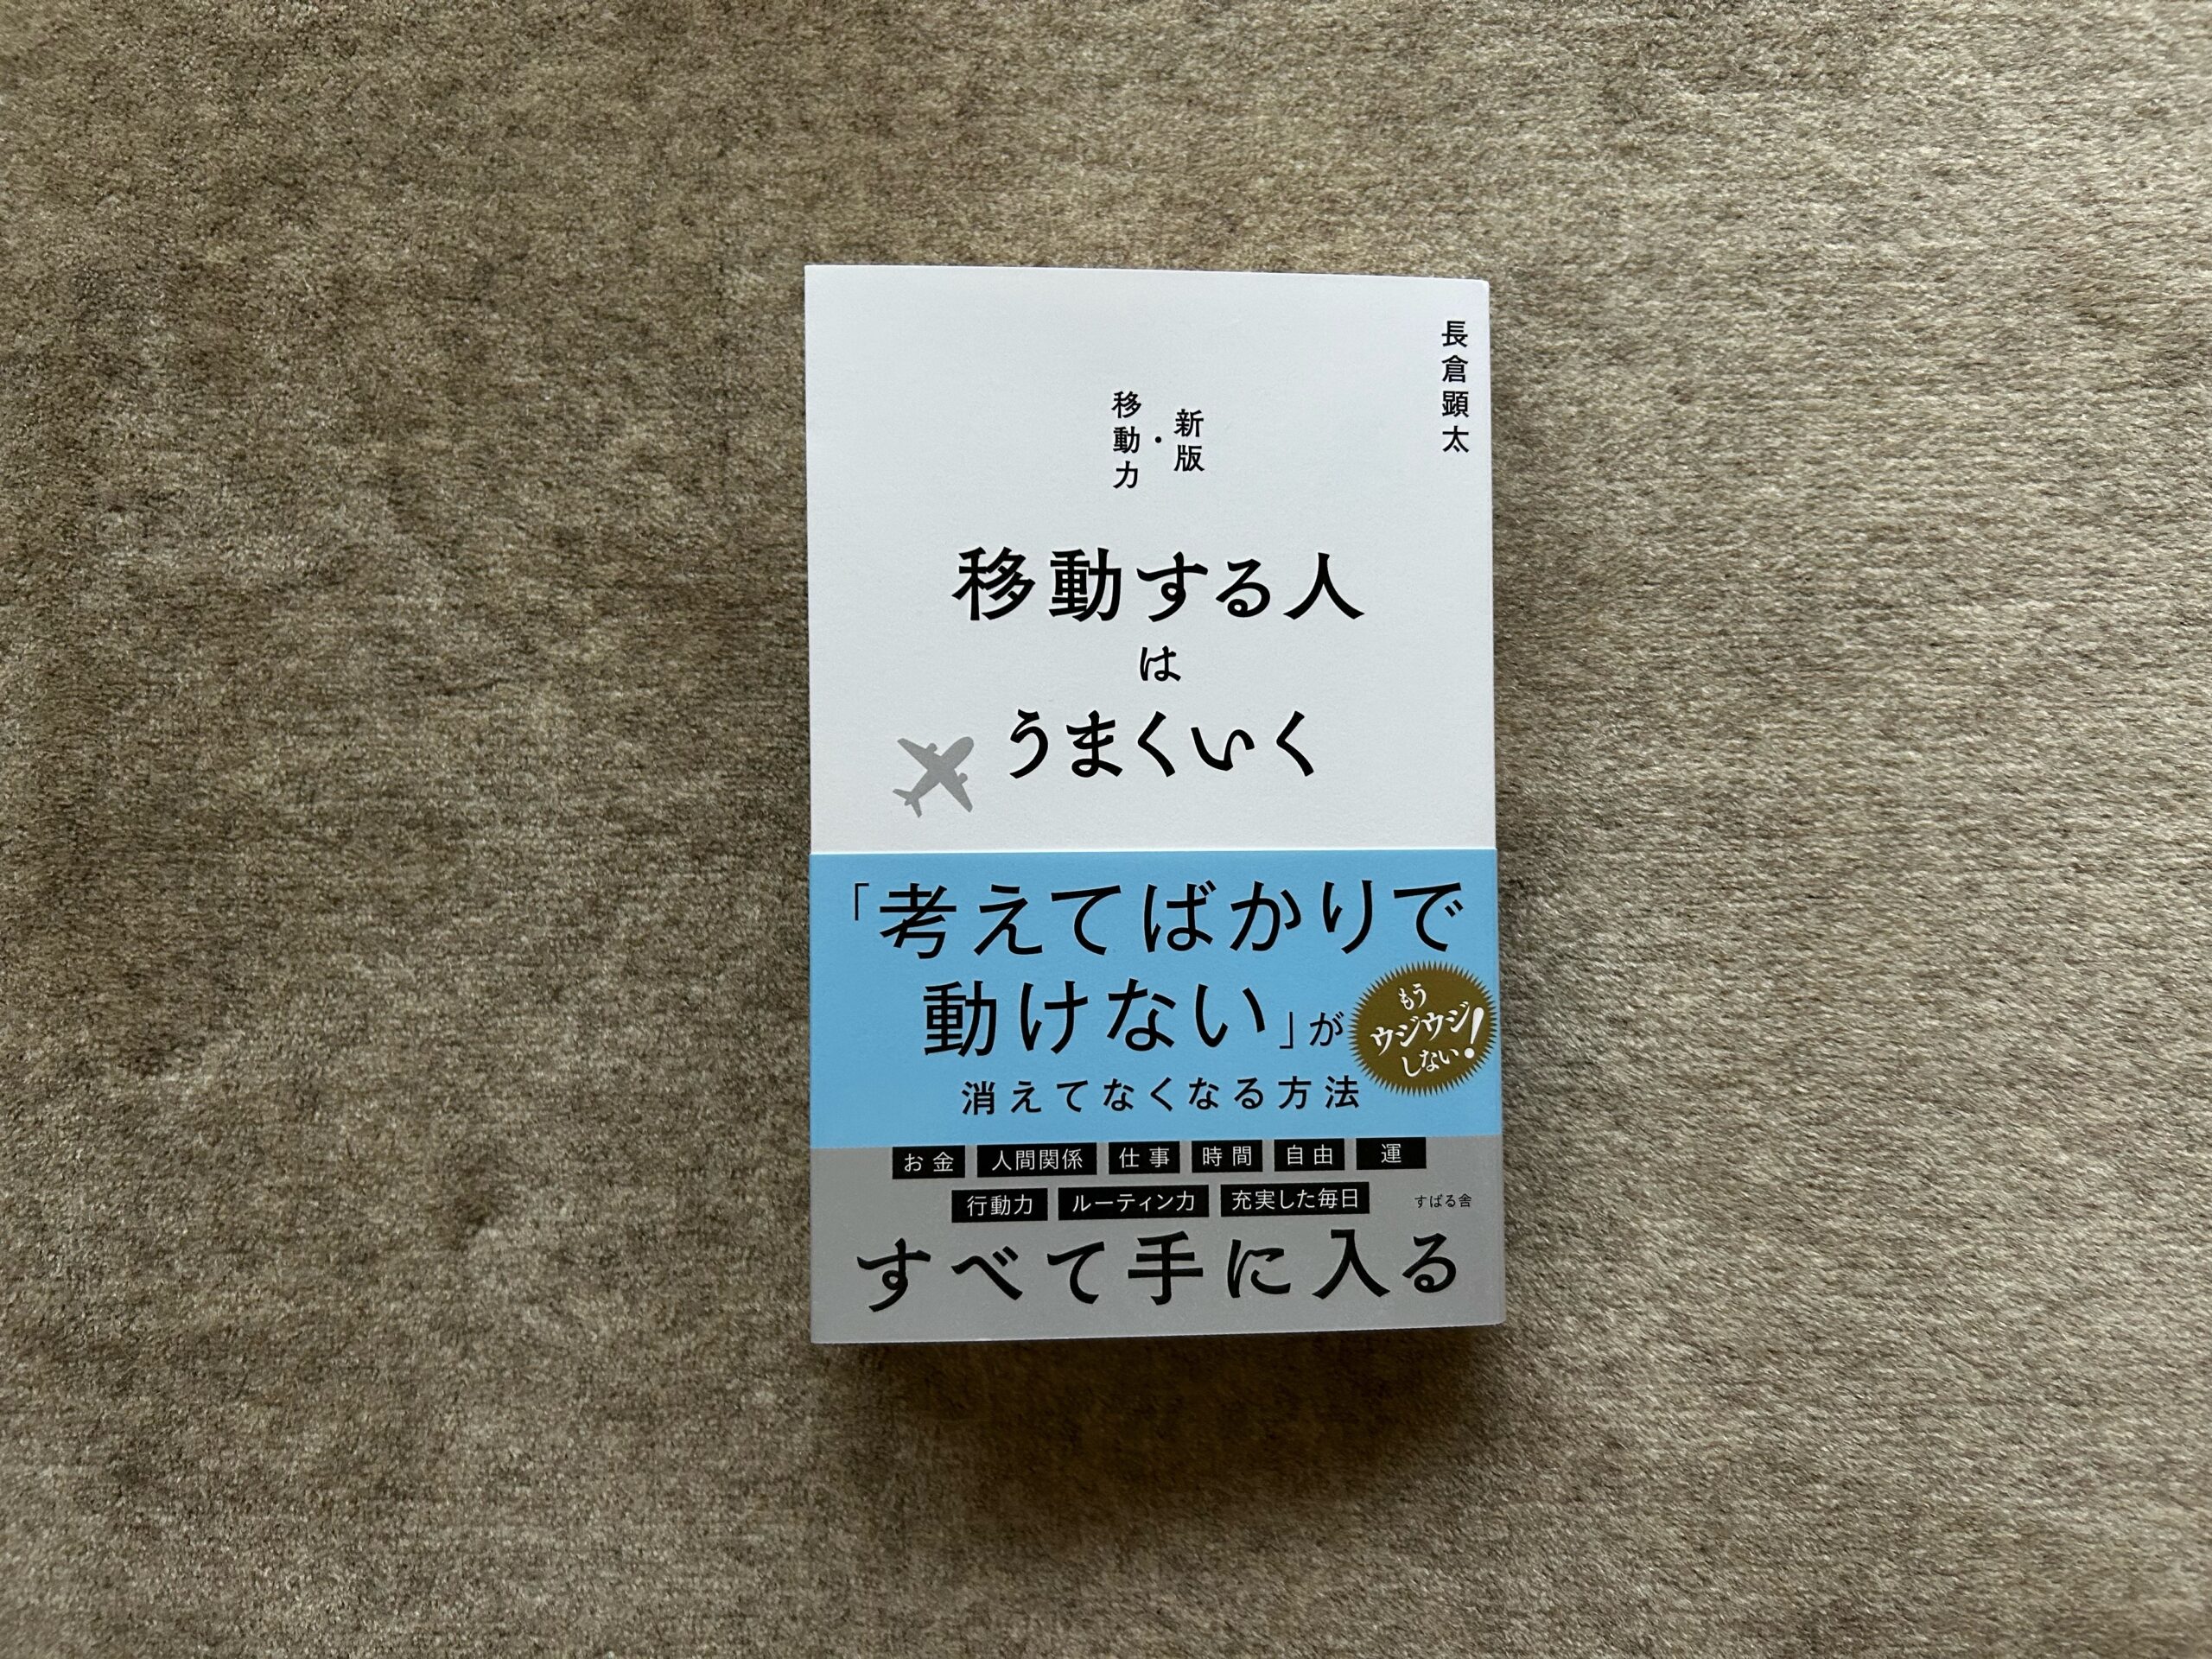 長倉顕太
新版・
移動力
移動する人
は
うまくいく
「考えてばかりで
動けない」が
消えてなくなる方法
もう
ウジウジ
しない!
お金 人間関係 仕事 時間 自由 運
行動力 ルーティン力 充実した毎日
すばる舎
すべて手に入る